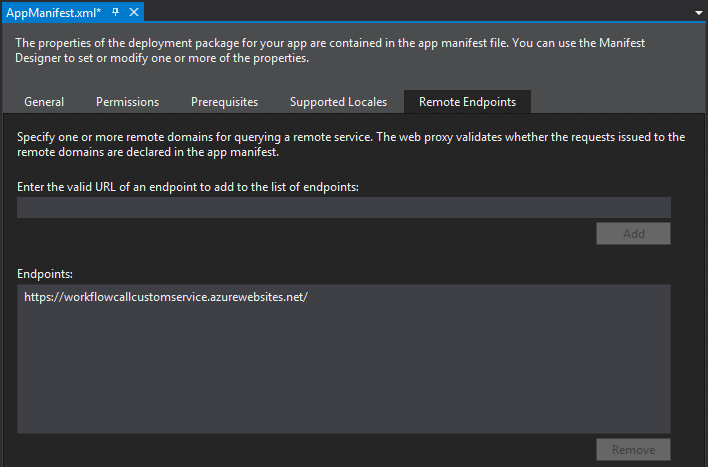 AppManifest.xml*
The properties of the deployment package for your app are contained in the app manifest file. You can use the Manifest
Designer to set or modify one or more of the properties.
General Permissions Prerequisites Supported Locales Remote Endpoints
Specify one or more remote domains for querying a remote service. The web proxy validates whether the requests issued to the
remote domains are declared in the app manifest.
Enter the valid URL of an endpoint to add to the list of endpoints:
Add
Endpoints:
https://workflowcallcustomservice.azurewebsites.net/
Remove